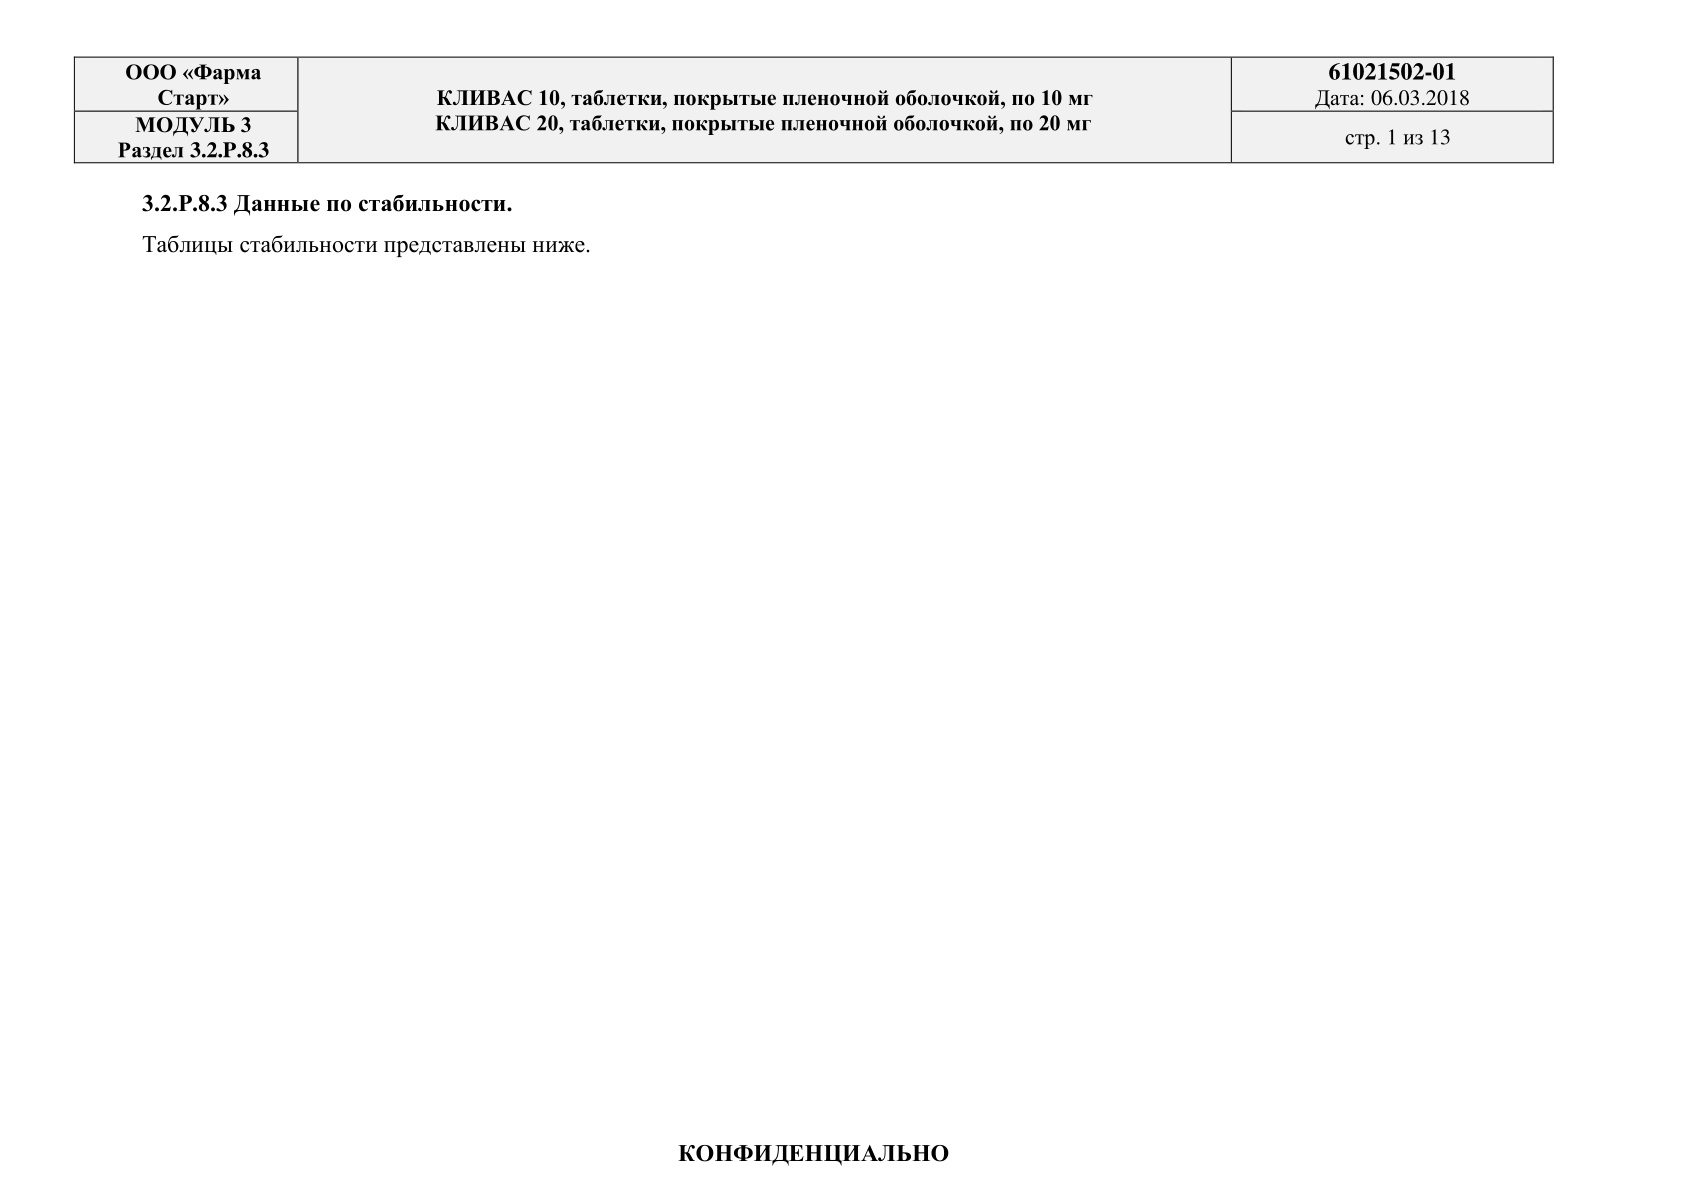 ООО «Фарма
Старт»
МОДУЛЬ 3
Раздел 3.2.P.8.3
КЛИВАС 10, таблетки, покрытые пленочной оболочкой, по 10 мг
КЛИВАС 20, таблетки, покрытые пленочной оболочкой, по 20 мг
61021502-01
Дата: 06.03.2018
стр. 1 из 13
3.2.P.8.3 Данные по стабильности.
Таблицы стабильности представлены ниже.
КОНФИДЕНЦИАЛЬНО